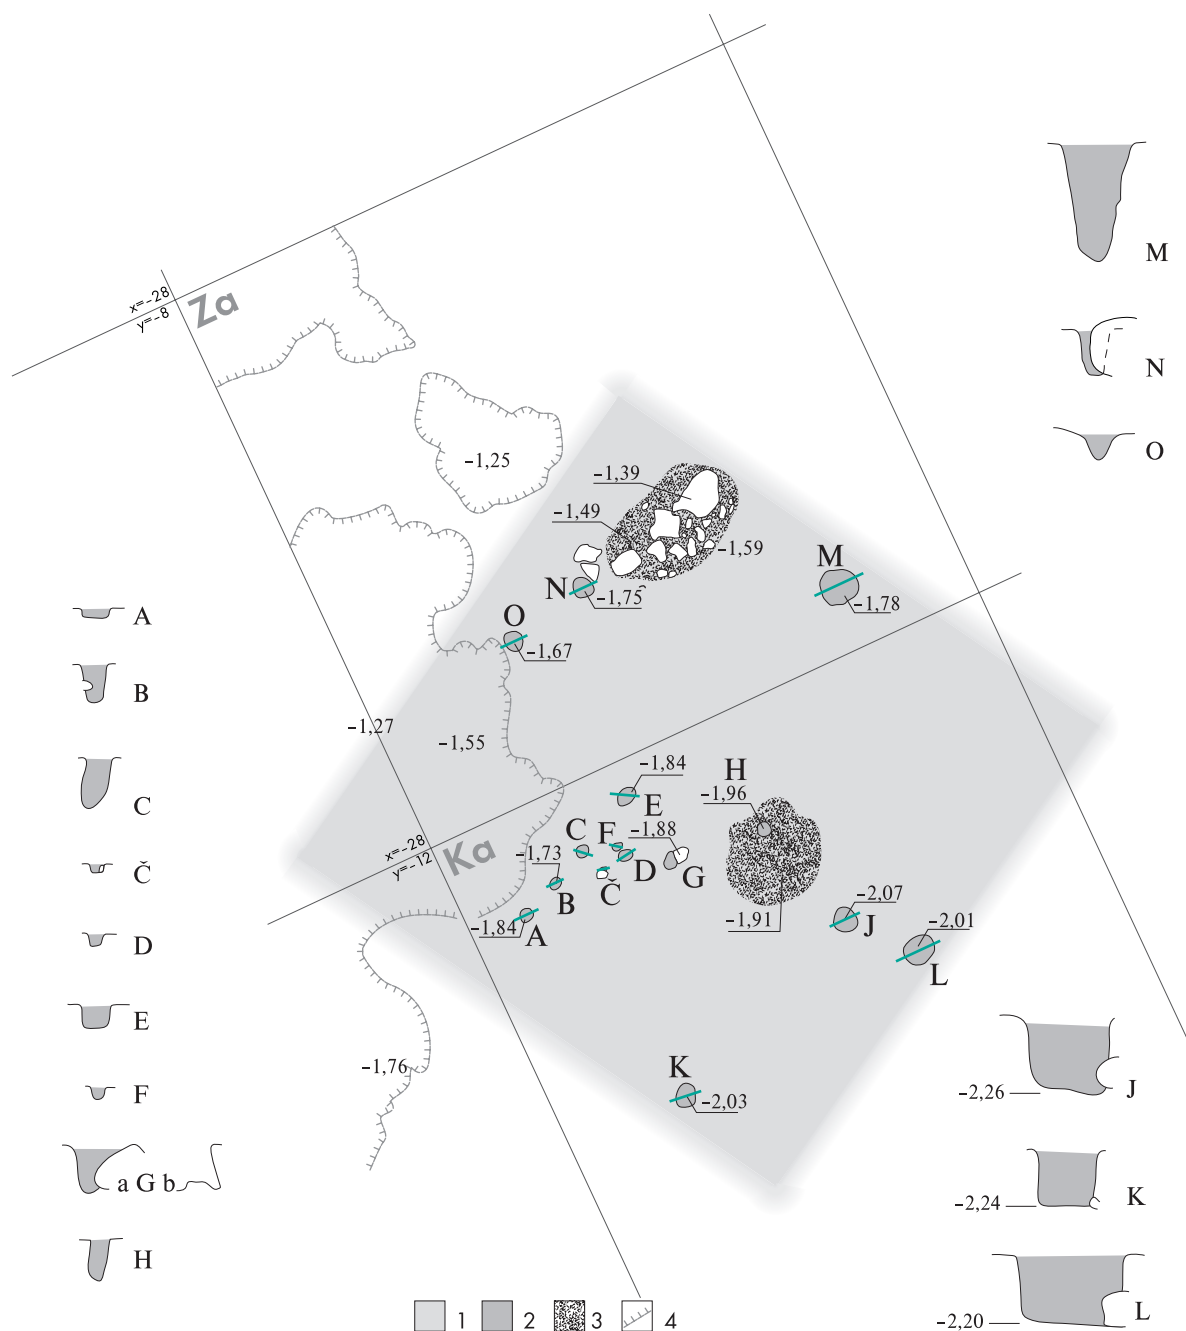 M
x=-28
y=-8
Za
N
O
-1,25
-1,39
-1,49
-1,59
M
N
-1,75
-1,78
O
-1,67
A
B
-1,27
-1,55
C
-1,84
E
H
-1,96
x=-28
y=-12
Ka
C
F
-1,88
-1,73
D
G
Č
B
Č
-1,84
A
-1,91
-2,07
J
-2,01
L
D
E
-1,76
K
-2,03
F
-2,26
J
a G b
-2,24
K
H
-2,20
L
1 2 3 4